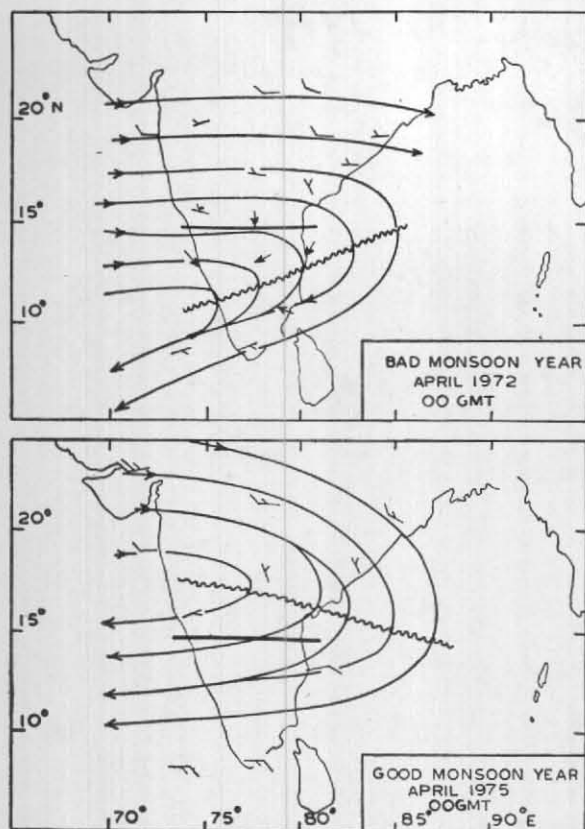 20° N
15°
10°
BAD MONSOON YEAR
APRIL 1972
00 GMT
20°
15°
10°
GOOD MONSOON YEAR
APRIL 1975
00GMT
70° 75° 80° 85° 90°E